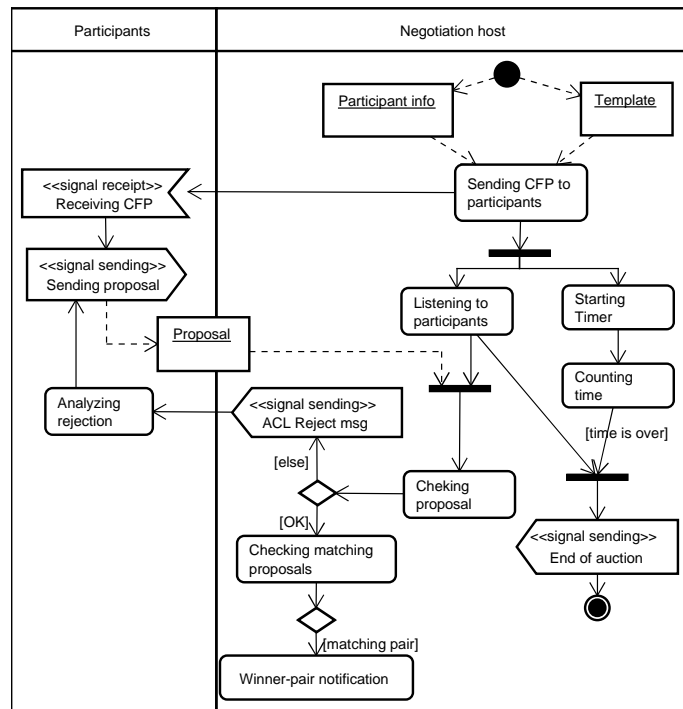 Participants
Negotiation host
Participant info
Template
<<signal receipt>>
Receiving CFP
Sending CFP to
participants
<<signal sending>>
Sending proposal
Listening to
participants
Starting
Timer
Proposal
Counting
time
Analyzing
rejection
<<signal sending>>
ACL Reject msg
[time is over]
[else]
Cheking
proposal
[OK]
<<signal sending>>
End of auction
Checking matching
proposals
[matching pair]
Winner-pair notification